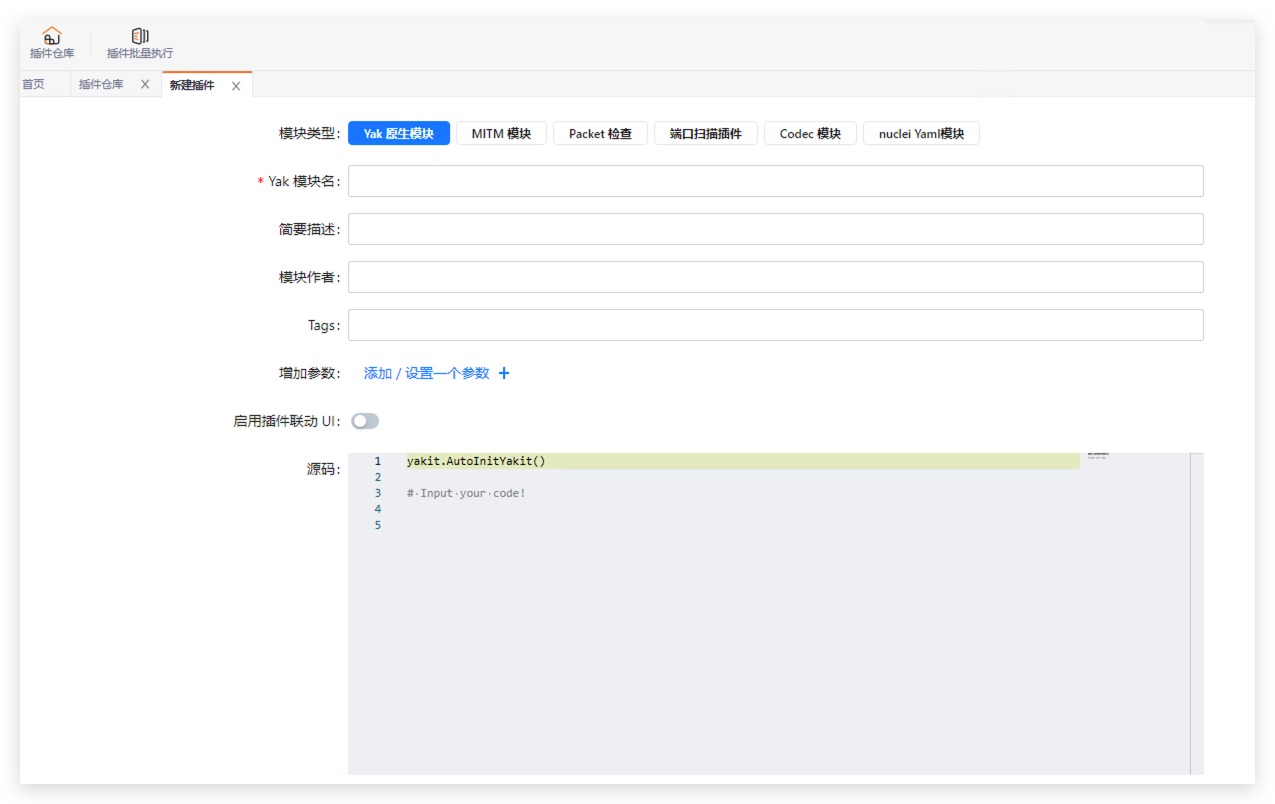 插件仓库 插件批量执行
首页 插件仓库 X 新建插件 X
模块类型: Yak 原生模块 MITM 模块 Packet 检查 端口扫描插件 Codec 模块 nuclei Yaml模块
* Yak 模块名:
简要描述:
模块作者:
Tags:
增加参数: 添加 / 设置一个参数 +
启用插件联动 UI:
源码: 1 yakit.AutoInitYakit()
2
3 #·Input·your·code!
4
5